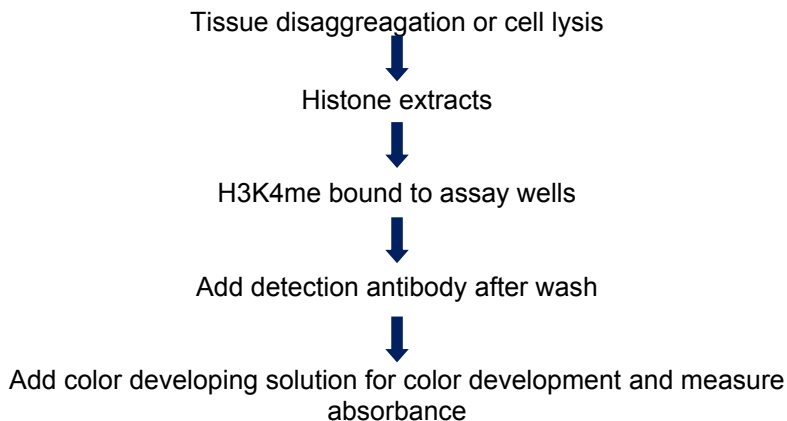 Tissue disaggreagation or cell lysis
Histone extracts
H3K4me bound to assay wells
Add detection antibody after wash
Add color developing solution for color development and measure
absorbance